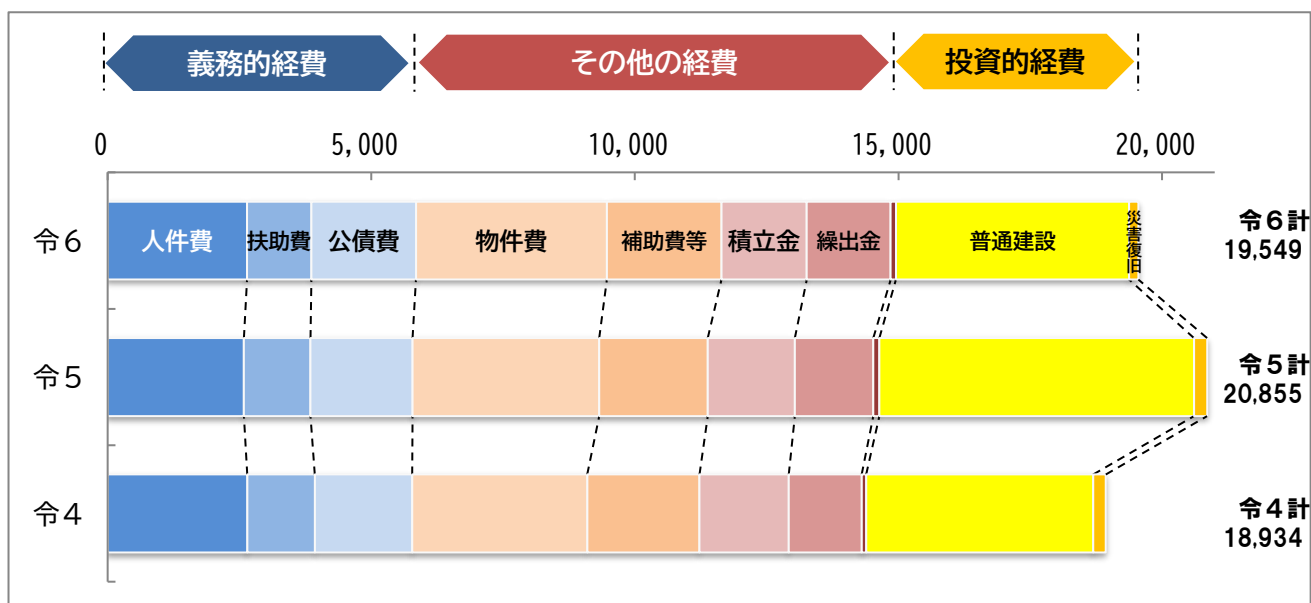 義務的経費 その他の経費 投資的経費
0 5,000 10,000 15,000 20,000
令6 人件費 扶助費 公債費 物件費 補助費等 積立金 繰出金 普通建設 災害復旧 令6計
19,549
令5 令5計
20,855
令4 令4計
18,934